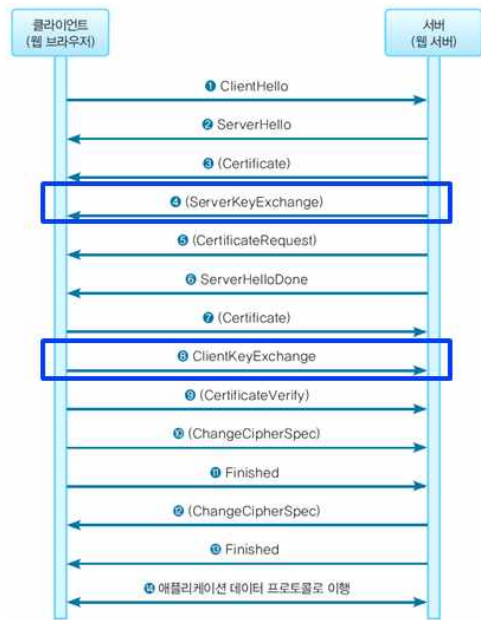 클라이언트
(웹 브라우저)
서버
(웹 서버)
❶ ClientHello
❷ ServerHello
❸ (Certificate)
❹ (ServerKeyExchange)
❺ (CertificateRequest)
❻ ServerHelloDone
❼ (Certificate)
❽ ClientKeyExchange
❾ (CertificateVerify)
❿ (ChangeCipherSpec)
⓫ Finished
⓬ (ChangeCipherSpec)
⓭ Finished
⓮ 애플리케이션 데이터 프로토콜로 이행